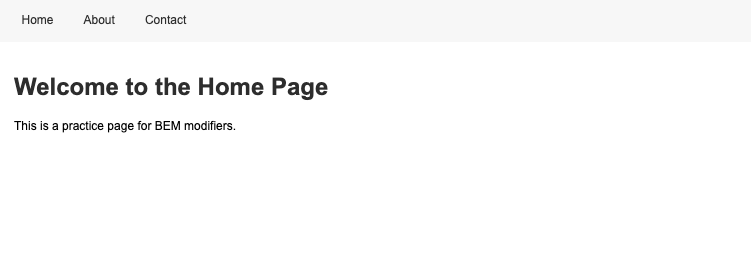 Home About Contact
Welcome to the Home Page
This is a practice page for BEM modifiers.